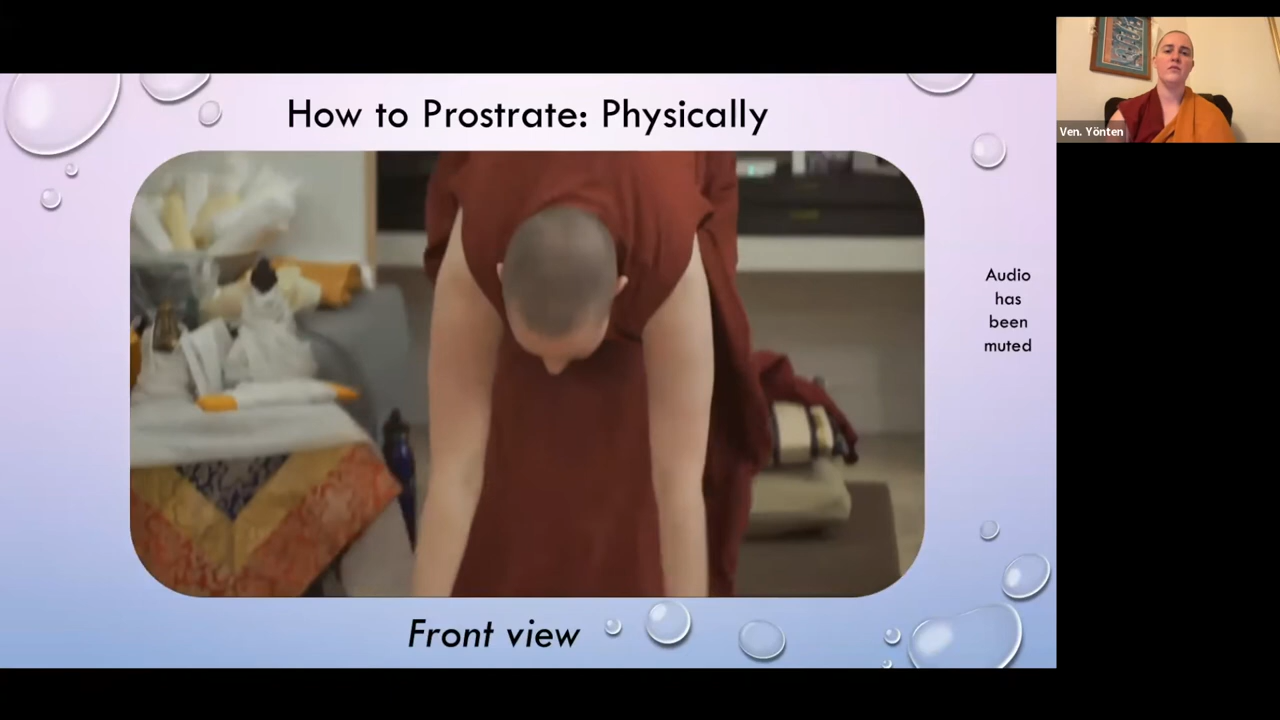 How to Prostrate: Physically
Ven. Yönten
Audio
has
been
muted
Front view